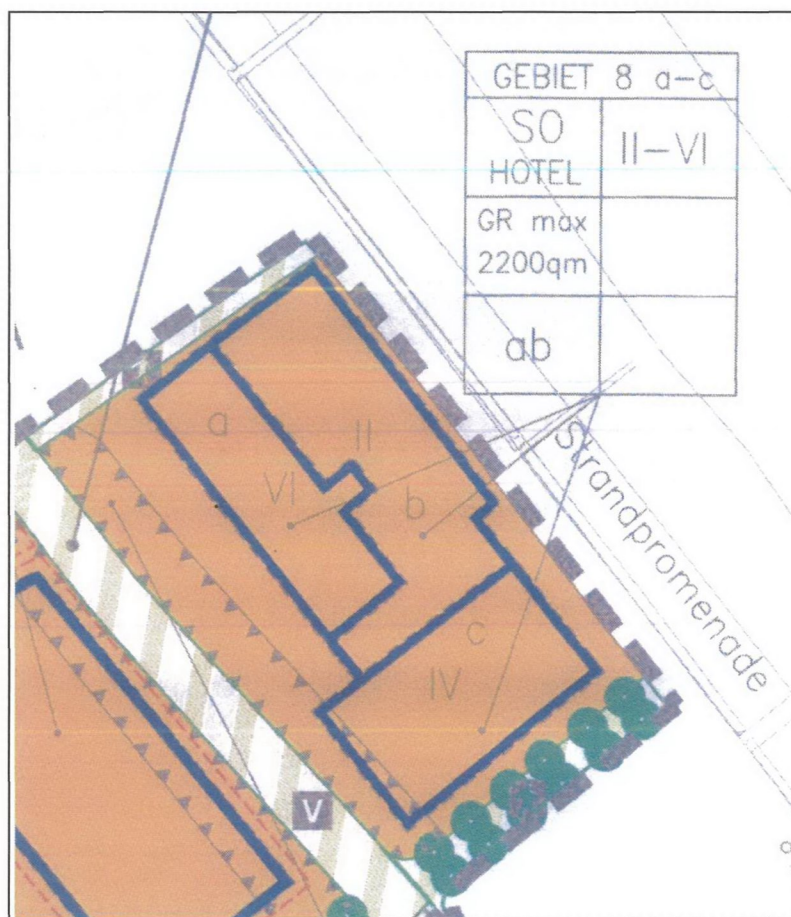 GEBIET 8 a-c
SO
HOTEL
II-VI
GR max
2200qm
ab
a
II
VI
b
Strandpromenade
c
IV
V